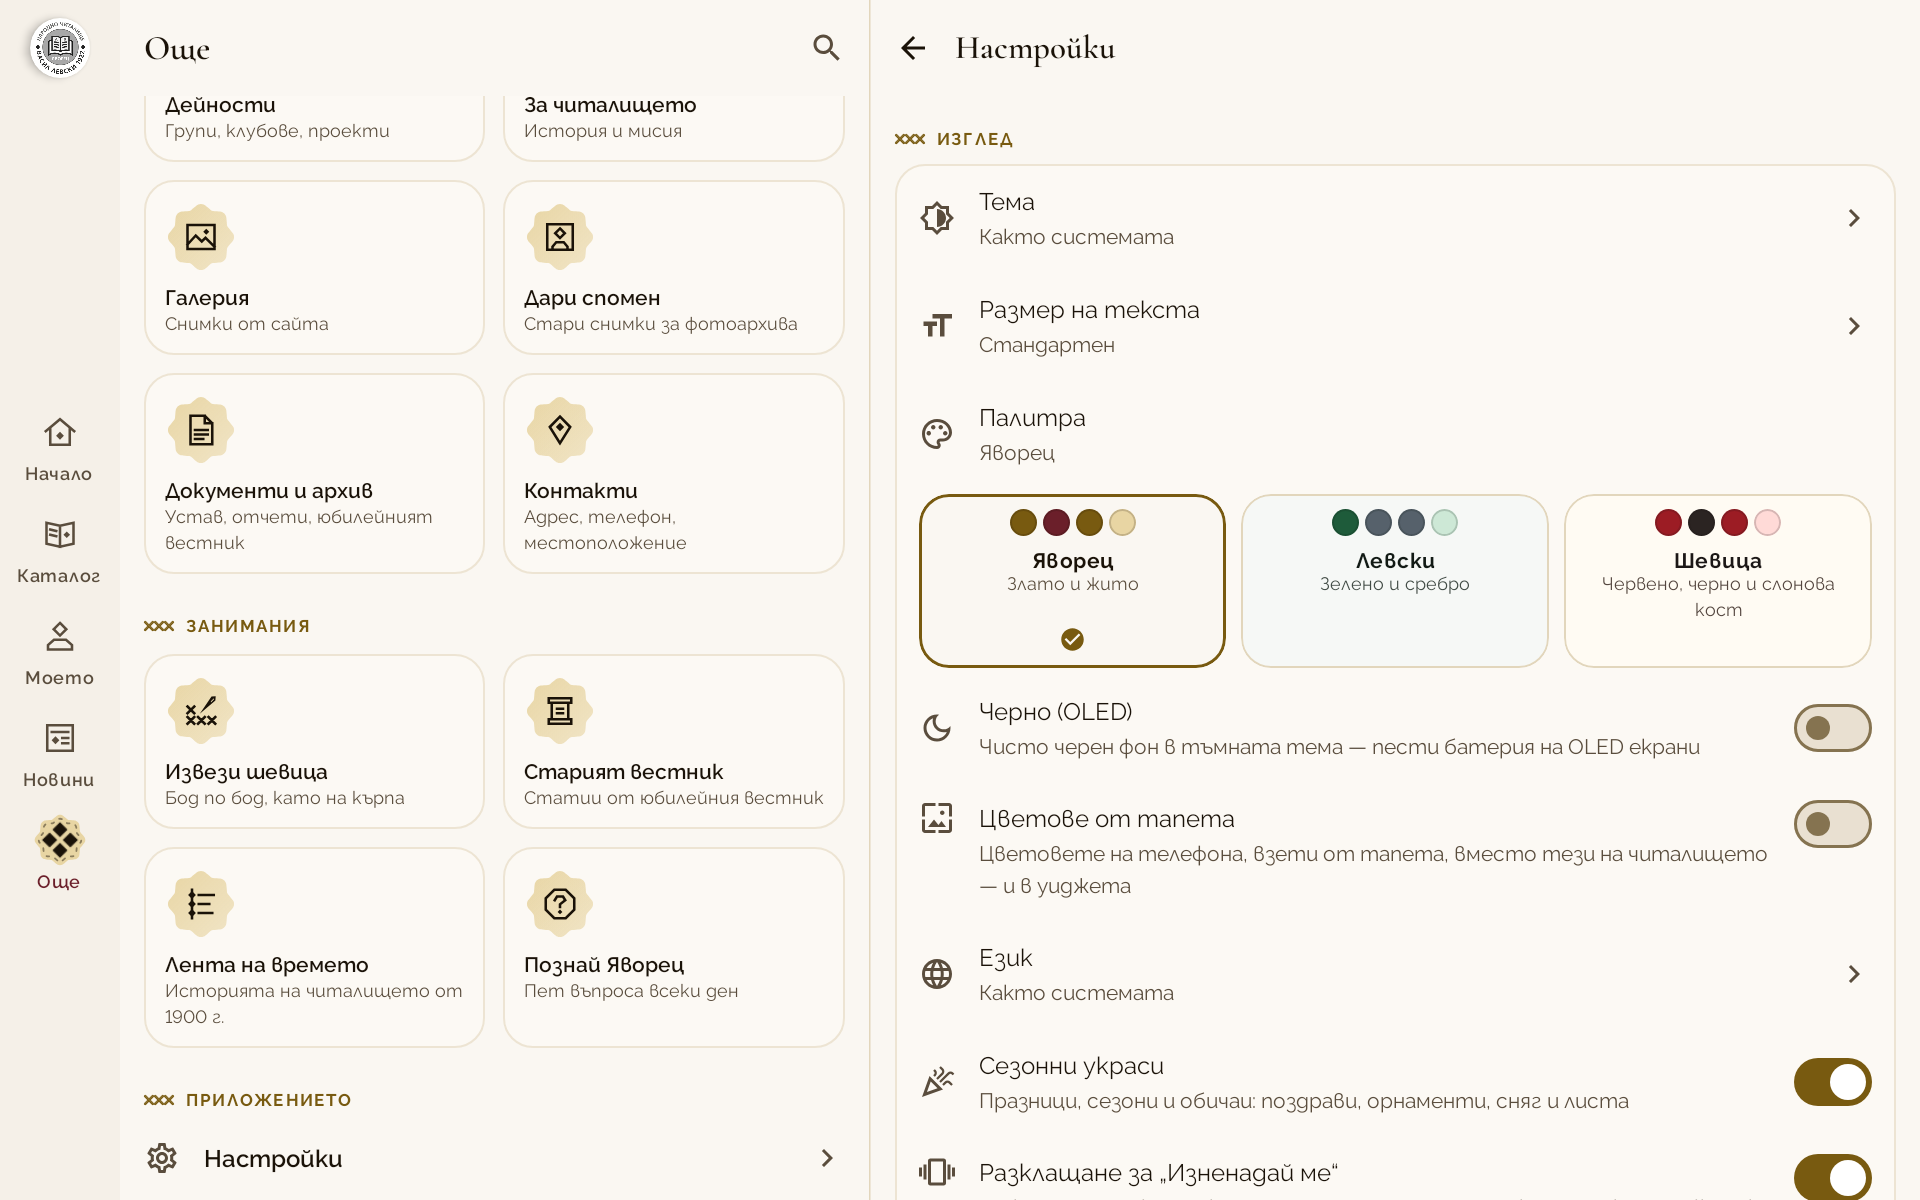 НАРОДНО ЧИТАЛИЩЕ
ВАСИЛ ЛЕВСКИ 1927
Начало
Каталог
Моето
Новини
Още
Още
Дейности
Групи, клубове, проекти
За читалището
История и мисия
Галерия
Снимки от сайта
Дари спомен
Стари снимки за фотоархива
Документи и архив
Устав, отчети, юбилейният
вестник
Контакти
Адрес, телефон,
местоположение
ЗАНИМАНИЯ
Извези шевица
Бод по бод, като на кърпа
Старият вестник
Статии от юбилейния вестник
Лента на времето
Историята на читалището от
1900 г.
Познай Яворец
Пет въпроса всеки ден
ПРИЛОЖЕНИЕТО
Настройки
Настройки
ИЗГЛЕД
Тема
Както системата
Размер на текста
Стандартен
Палитра
Яворец
Яворец
Злато и жито
Левски
Зелено и сребро
Шевица
Червено, черно и слонова
кост
Черно (OLED)
Чисто черен фон в тъмната тема — пести батерия на OLED екрани
Цветове от тапета
Цветовете на телефона, взети от тапета, вместо тези на читалището
— и в уиджета
Език
Както системата
Сезонни украси
Празници, сезони и обичаи: поздрави, орнаменти, сняг и листа
Разклащане за „Изненадай ме“